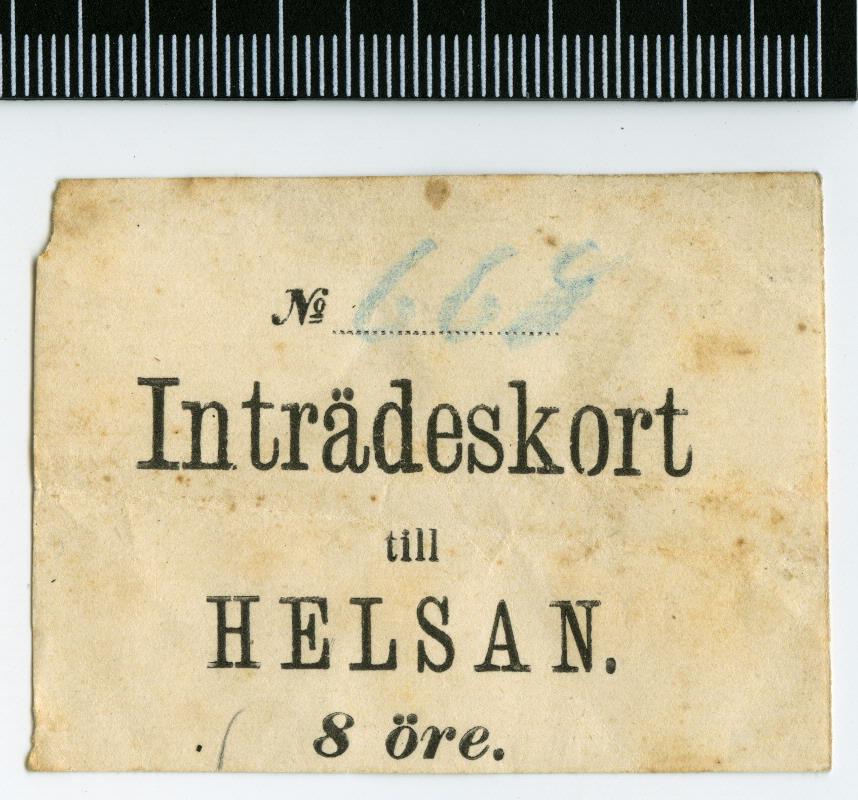 № 668
Inträdeskort
till
HELSAN.
8 öre.